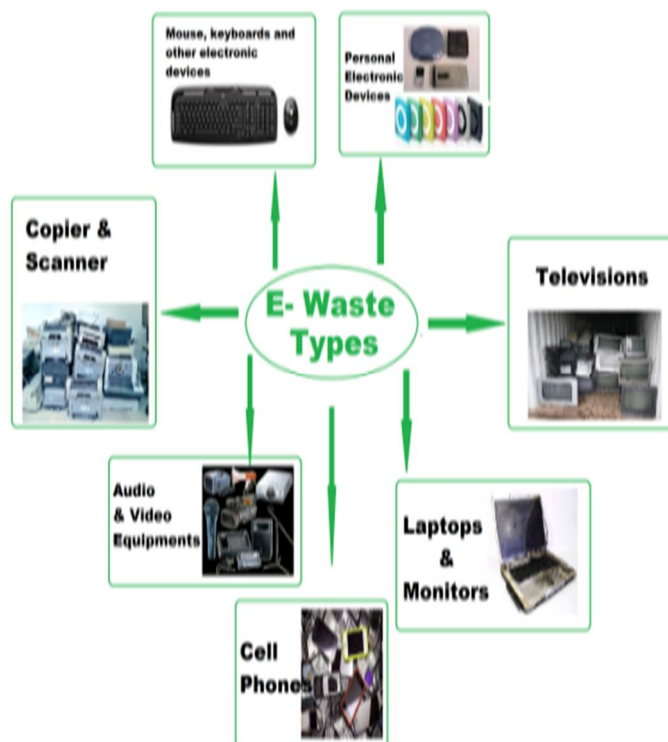 Mouse, keyboards and
other electronic
devices
Personal
Electronic
Devices
Copier &
Scanner
E- Waste
Types
Televisions
Audio
& Video
Equipments
Laptops
&
Monitors
Cell
Phones